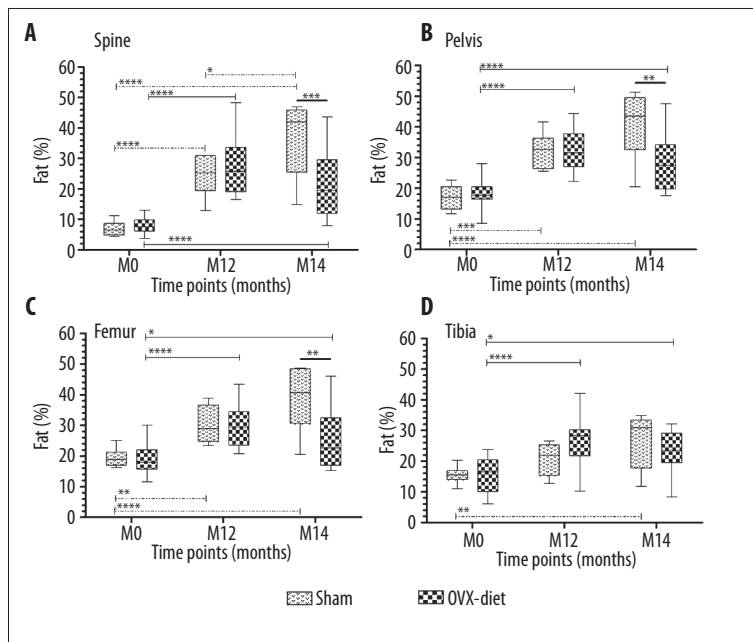 A Spine
B Pelvis
60
50
40
30
20
10
0
Fat (%)
****
****
*
***
****
****
M0 M12 M14
Time points (months)
60
50
40
30
20
10
0
Fat (%)
****
****
**
***
****
M0 M12 M14
Time points (months)
C Femur
D Tibia
60
50
40
30
20
10
0
Fat (%)
*
****
**
**
****
M0 M12 M14
Time points (months)
60
50
40
30
20
10
0
Fat (%)
*
****
**
M0 M12 M14
Time points (months)
Sham OVX-diet